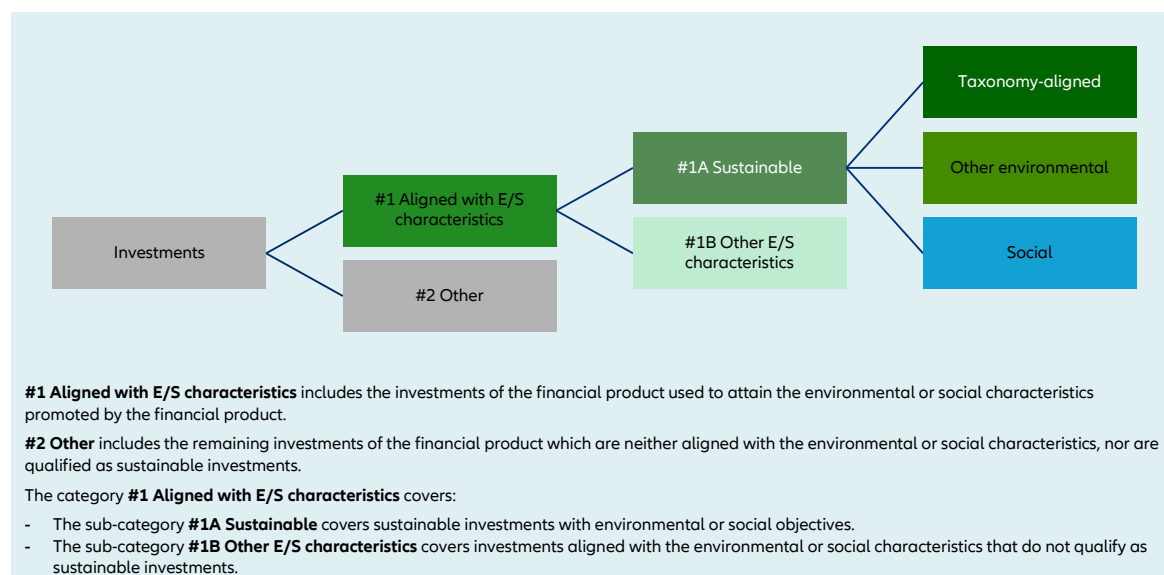 Taxonomy-aligned
#1A Sustainable
Other environmental
#1 Aligned with E/S
characteristics
Investments
#1B Other E/S
characteristics
Social
#2 Other
#1 Aligned with E/S characteristics includes the investments of the financial product used to attain the environmental or social characteristics
promoted by the financial product.
#2 Other includes the remaining investments of the financial product which are neither aligned with the environmental or social characteristics, nor are
qualified as sustainable investments.
The category #1 Aligned with E/S characteristics covers:
- The sub-category #1A Sustainable covers sustainable investments with environmental or social objectives.
- The sub-category #1B Other E/S characteristics covers investments aligned with the environmental or social characteristics that do not qualify as
sustainable investments.